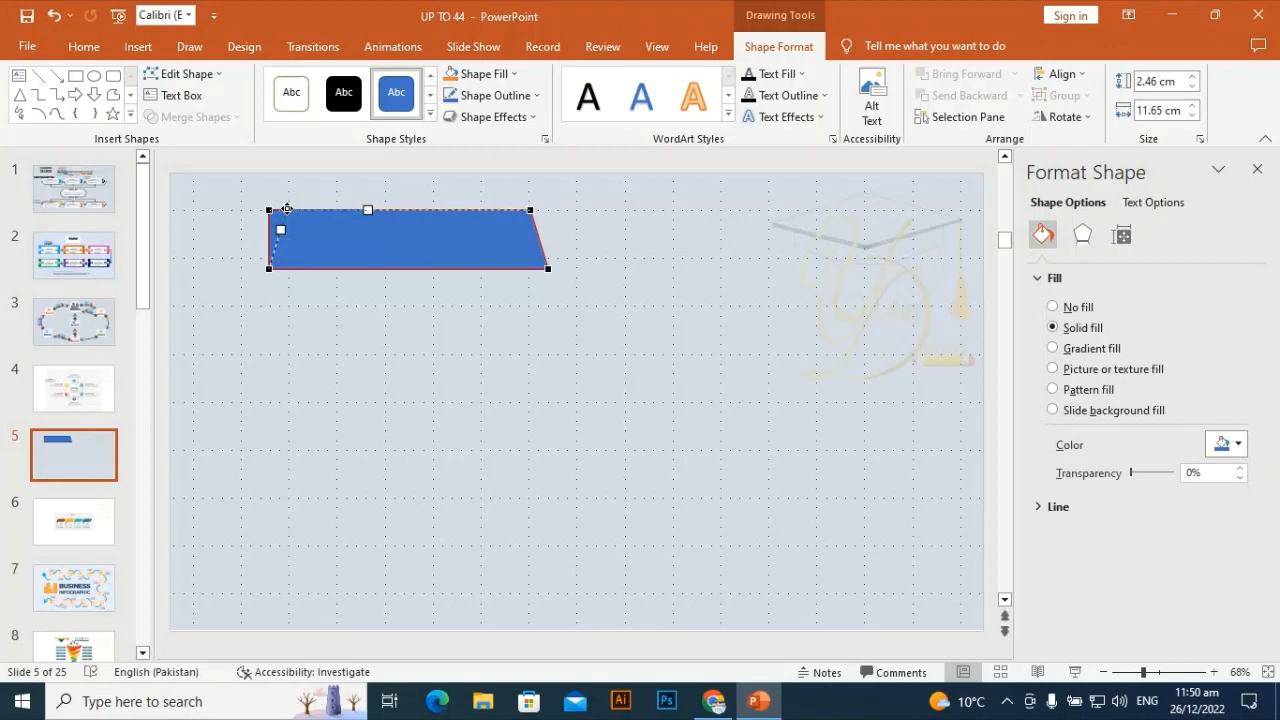 Calibri (E
UP TO 44 - PowerPoint
Drawing Tools
Sign in
File
Home
Insert
Draw
Design
Transitions
Animations
Slide Show
Record
Review
View
Help
Shape Format
Tell me what you want to do
Edit Shape
Text Box
Merge Shapes
Insert Shapes
Abc
Abc
Abc
Shape Fill
Shape Outline
Shape Effects
Shape Styles
A
A
A
Text Fill
Text Outline
Text Effects
WordArt Styles
Alt
Text
Accessibility
Bring Forward
Send Backward
Selection Pane
Align
Group
Rotate
Arrange
2.46 cm
11.65 cm
Size
1
2
3
4
5
6
7
BUSINESS
INFOGRAPHIC
8
Format Shape
Shape Options
Text Options
Fill
No fill
Solid fill
Gradient fill
Picture or texture fill
Pattern fill
Slide background fill
Color
Transparency
0%
Line
Slide 5 of 25
English (Pakistan)
Accessibility: Investigate
Notes
Comments
68%
Type here to search
Ai
Ps
P
10°C
ENG
11:50 am
26/12/2022